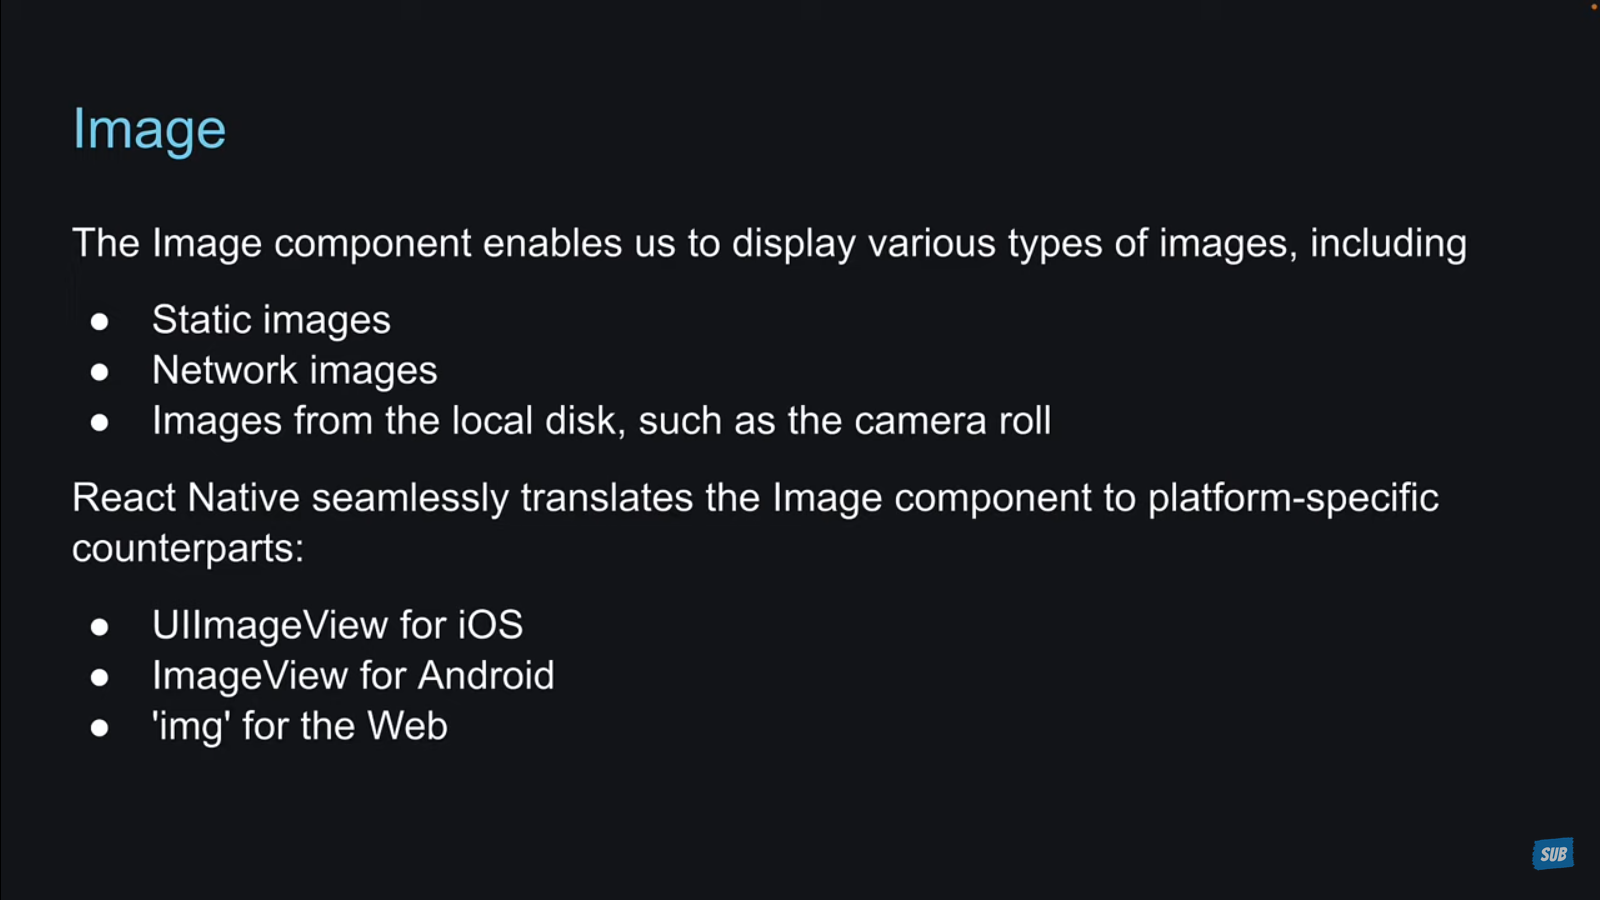 Image
The Image component enables us to display various types of images, including
● Static images
● Network images
● Images from the local disk, such as the camera roll
React Native seamlessly translates the Image component to platform-specific
counterparts:
● UIImageView for iOS
● ImageView for Android
● 'img' for the Web
SUB